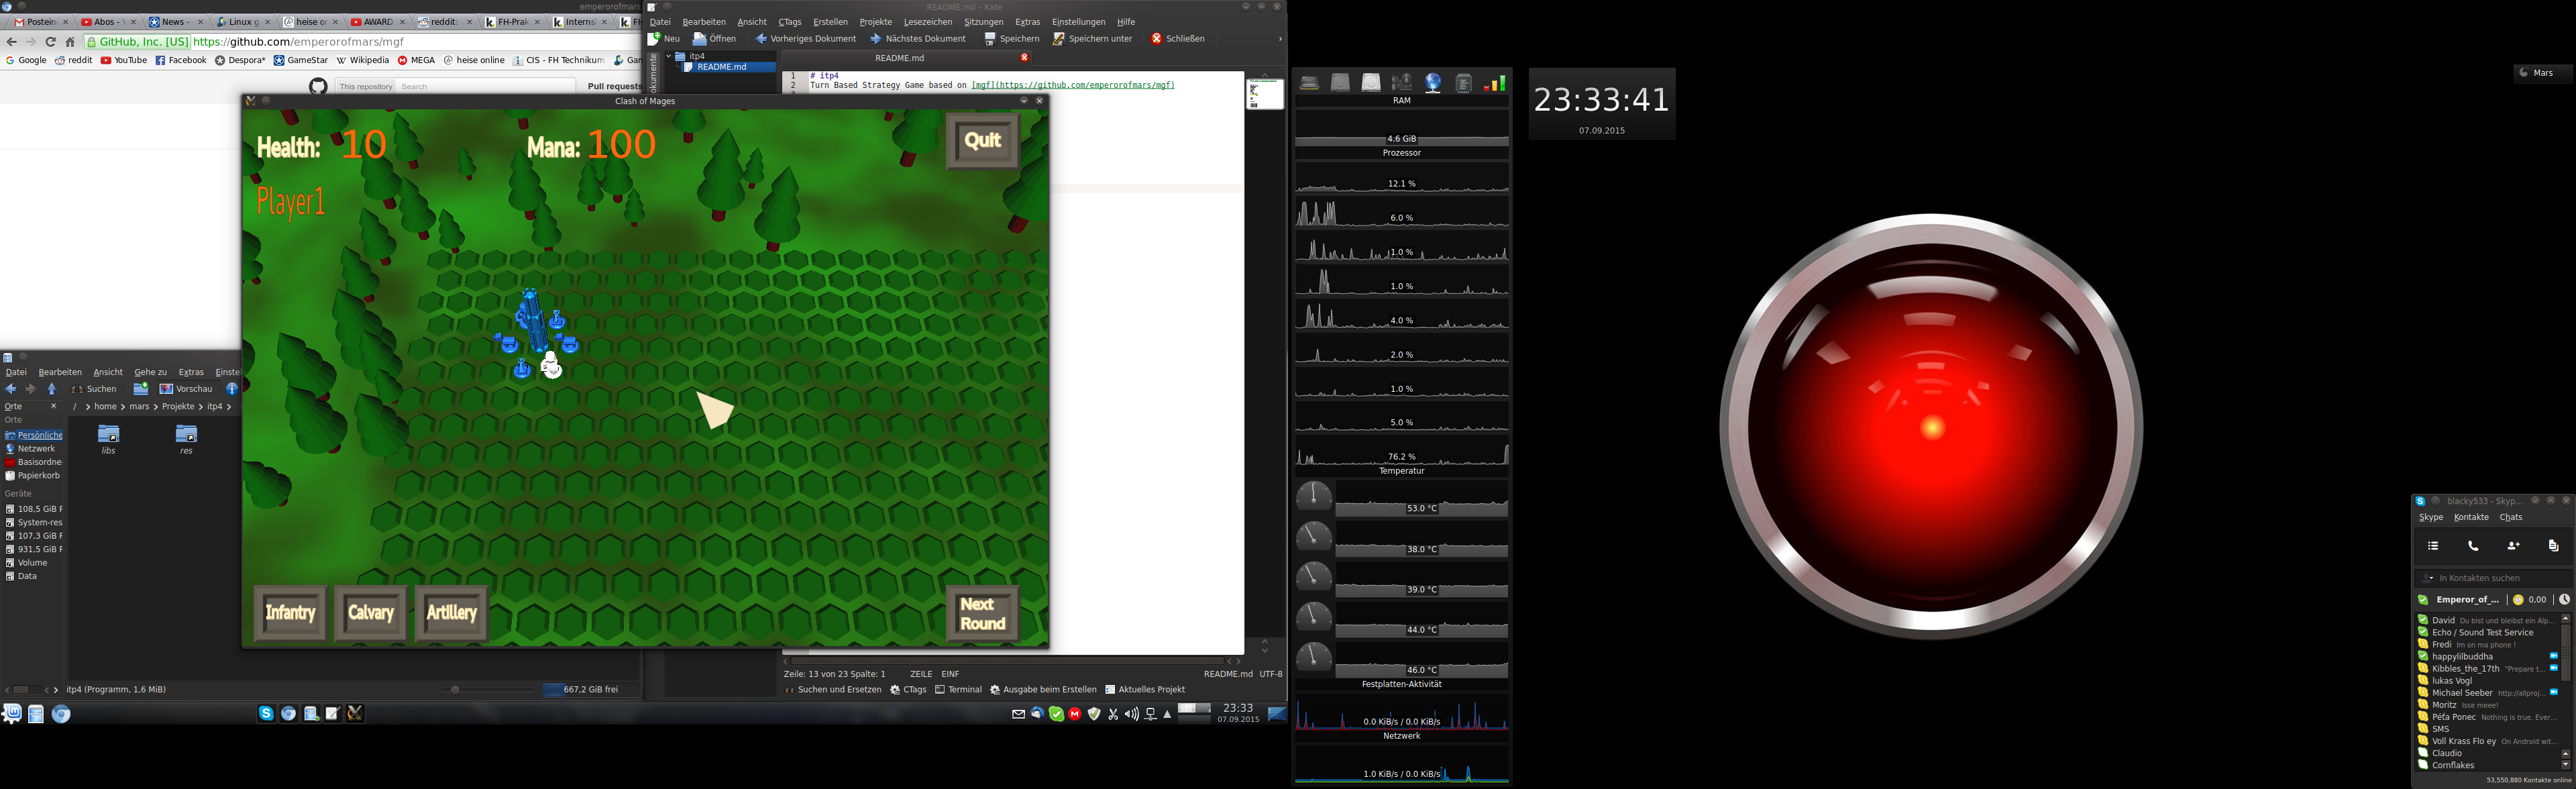 emperorofmars
Postein
Abos - Y
News -
Linux g
heise o
AWARD
reddit:
FH-Prak
Interns
FH
GitHub, Inc. [US] https://github.com/emperorofmars/mgf
Google reddit YouTube Facebook Despora* GameStar Wikipedia MEGA heise online CIS - FH Technikum Gan
This repository Search Pull requests
README.md - Kate
Datei Bearbeiten Ansicht CTags Erstellen Projekte Lesezeichen Sitzungen Extras Einstellungen Hilfe
Neu Öffnen Vorheriges Dokument Nächstes Dokument Speichern Speichern unter Schließen
okumente
itp4
README.md
README.md
1 # itp4
2 Turn Based Strategy Game based on [mgf](https://github.com/emperorofmars/mgf)
Clash of Mages
Health: 10
Mana: 100
Quit
Player1
Infantry
Calvary
Artillery
Next
Round
Datei Bearbeiten Ansicht Gehe zu Extras Einste
Suchen Vorschau
Orte
/ > home > mars > Projekte > itp4 >
Orte
Persönliche
Netzwerk
Basisordne
Papierkorb
Geräte
108,5 GiB F
System-res
107,3 GiB F
931,5 GiB F
Volume
Data
libs
res
itp4 (Programm, 1,6 MiB)
667,2 GiB frei
Zeile: 13 von 23 Spalte: 1 ZEILE EINF README.md UTF-8
Suchen und Ersetzen CTags Terminal Ausgabe beim Erstellen Aktuelles Projekt
23:33
07.09.2015
RAM
4.6 GiB
Prozessor
12.1 %
6.0 %
1.0 %
1.0 %
4.0 %
2.0 %
1.0 %
5.0 %
76.2 %
Temperatur
53.0 °C
38.0 °C
39.0 °C
44.0 °C
46.0 °C
Festplatten-Aktivität
0.0 KiB/s / 0.0 KiB/s
Netzwerk
1.0 KiB/s / 0.0 KiB/s
23:33:41
07.09.2015
Mars
blacky533 - Skyp...
Skype Kontakte Chats
In Kontakten suchen
Emperor_of_... 0,00
David Du bist und bleibst ein Alp...
Echo / Sound Test Service
Fredi Im on ma phone !
happylilbuddha
Kibbles_the_17th "Prepare t...
lukas Vogl
Michael Seeber http://allproj...
Moritz Isse meee!
Péťa Ponec Nothing is true. Ever...
SMS
Voll Krass Flo ey On Android wit...
Claudio
Cornflakes
53,550,880 Kontakte online